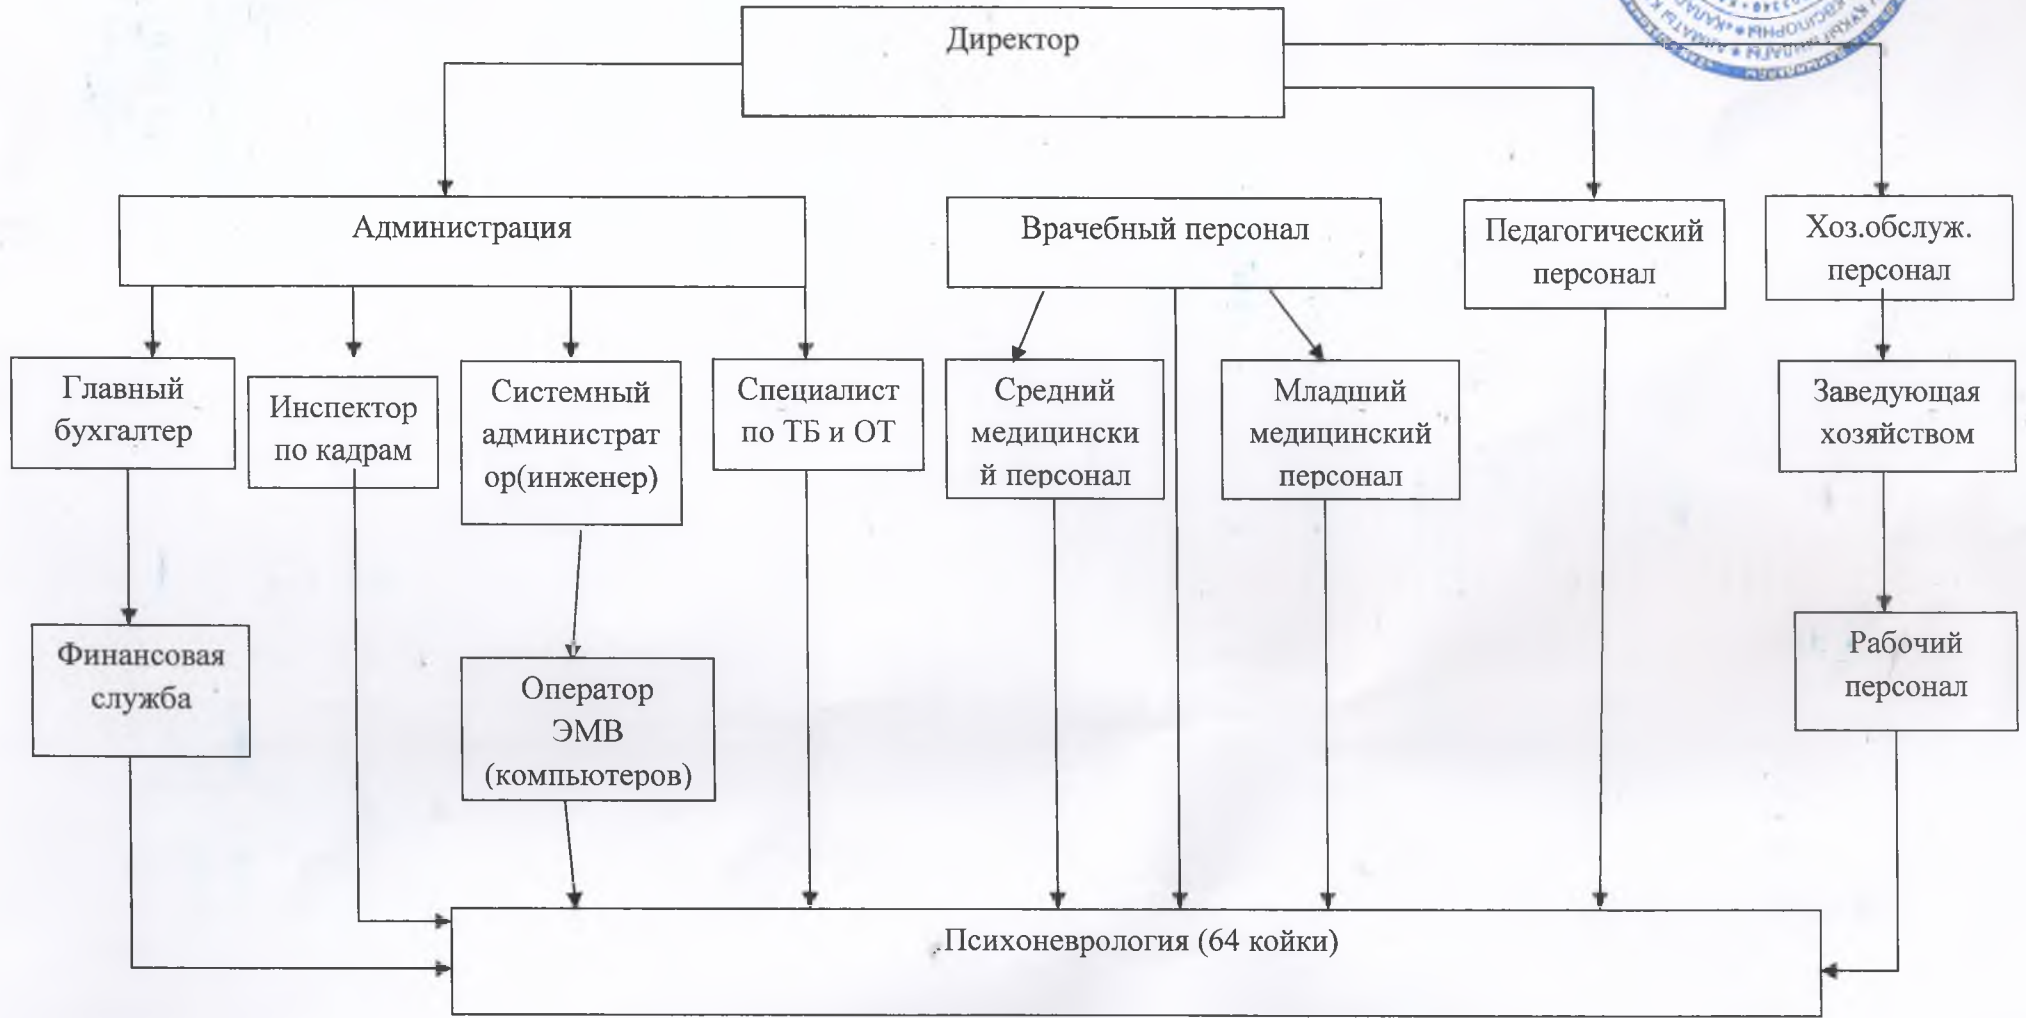 Директор
Администрация
Врачебный персонал
Педагогический
персонал
Хоз.обслуж.
персонал
Главный
бухгалтер
Инспектор
по кадрам
Системный
администрат
ор(инженер)
Специалист
по ТБ и ОТ
Средний
медицински
й персонал
Младший
медицинский
персонал
Заведующая
хозяйством
Финансовая
служба
Оператор
ЭМВ
(компьютеров)
Рабочий
персонал
Психоневрология (64 койки)